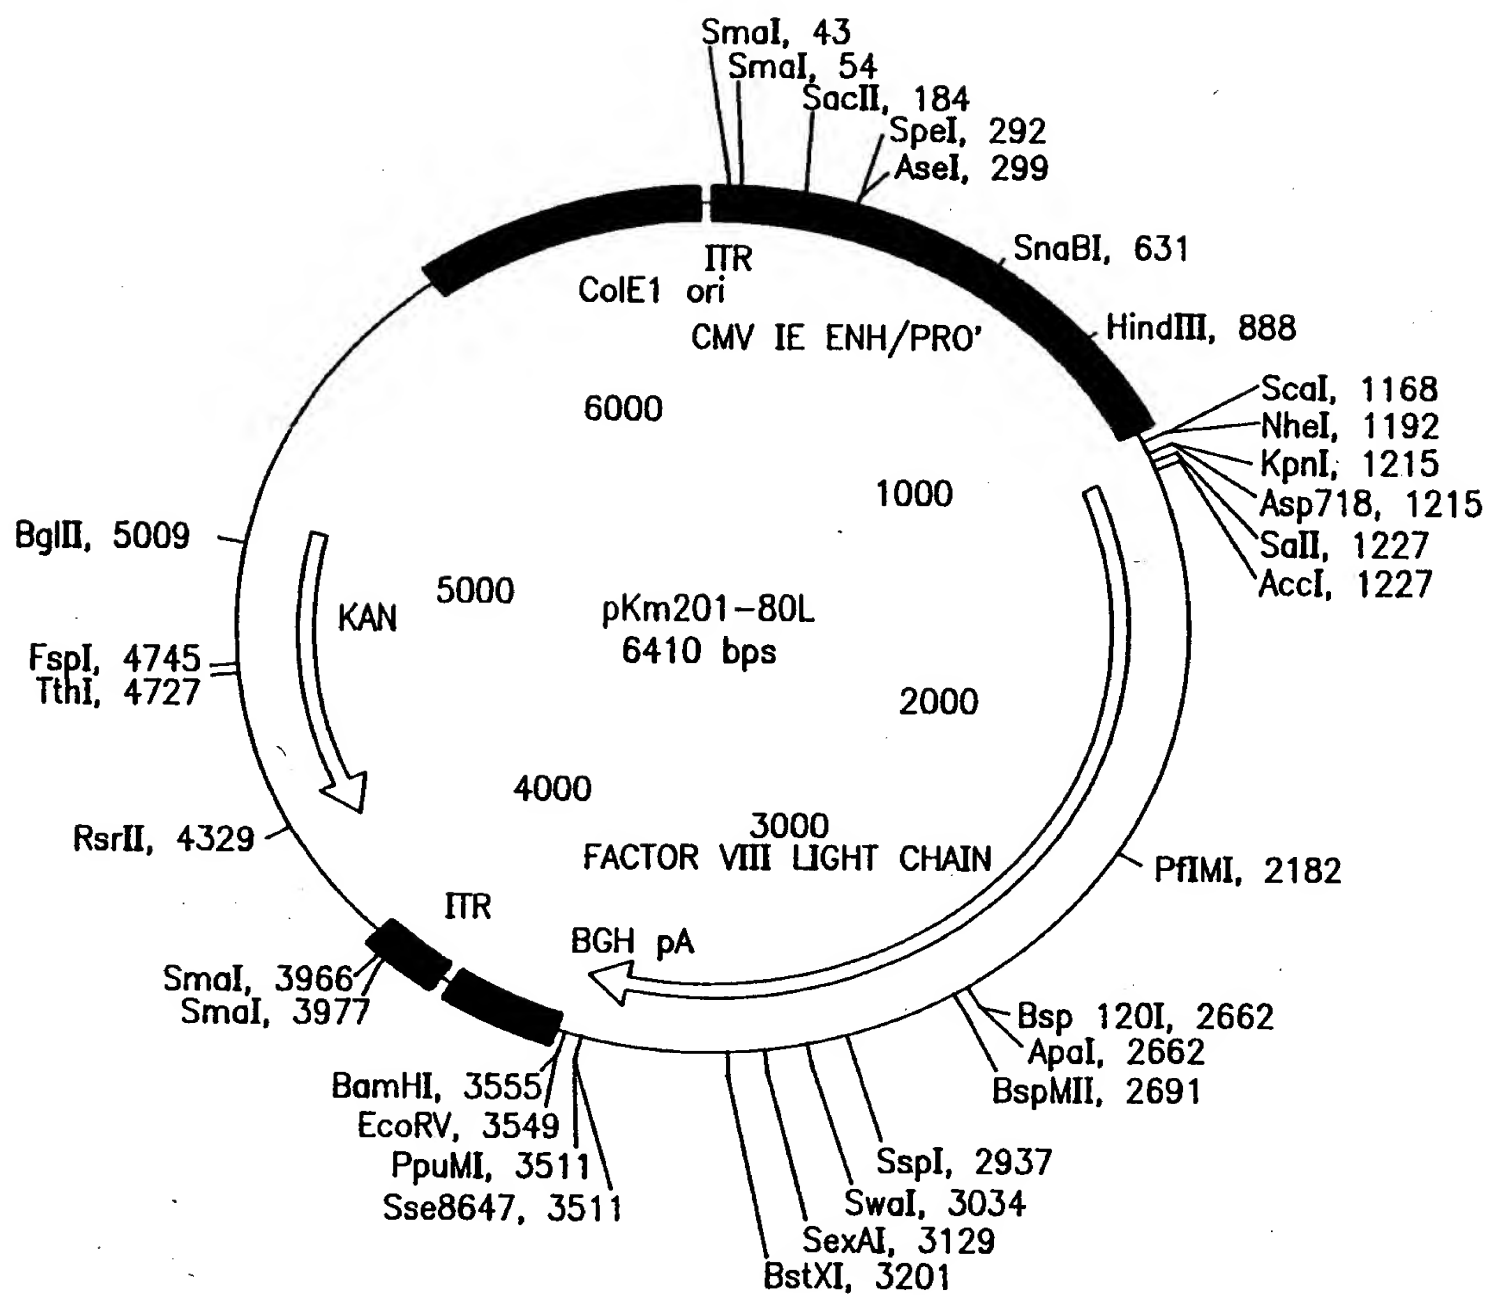 SmaI, 43
SmaI, 54
SacII, 184
SpeI, 292
AseI, 299
SnaBI, 631
HindIII, 888
ScaI, 1168
NheI, 1192
KpnI, 1215
Asp718, 1215
SalI, 1227
AccI, 1227
ITR
ColE1 ori
CMV IE ENH/PRO'
6000
1000
BglII, 5009
KAN
5000
pKm201-80L
6410 bps
FspI, 4745
TthI, 4727
2000
4000
3000
RsrII, 4329
FACTOR VIII LIGHT CHAIN
PflMI, 2182
ITR
BGH pA
SmaI, 3966
SmaI, 3977
Bsp 120I, 2662
ApaI, 2662
BspMII, 2691
BamHI, 3555
EcoRV, 3549
PpuMI, 3511
Sse8647, 3511
SspI, 2937
SwaI, 3034
SexAI, 3129
BstXI, 3201